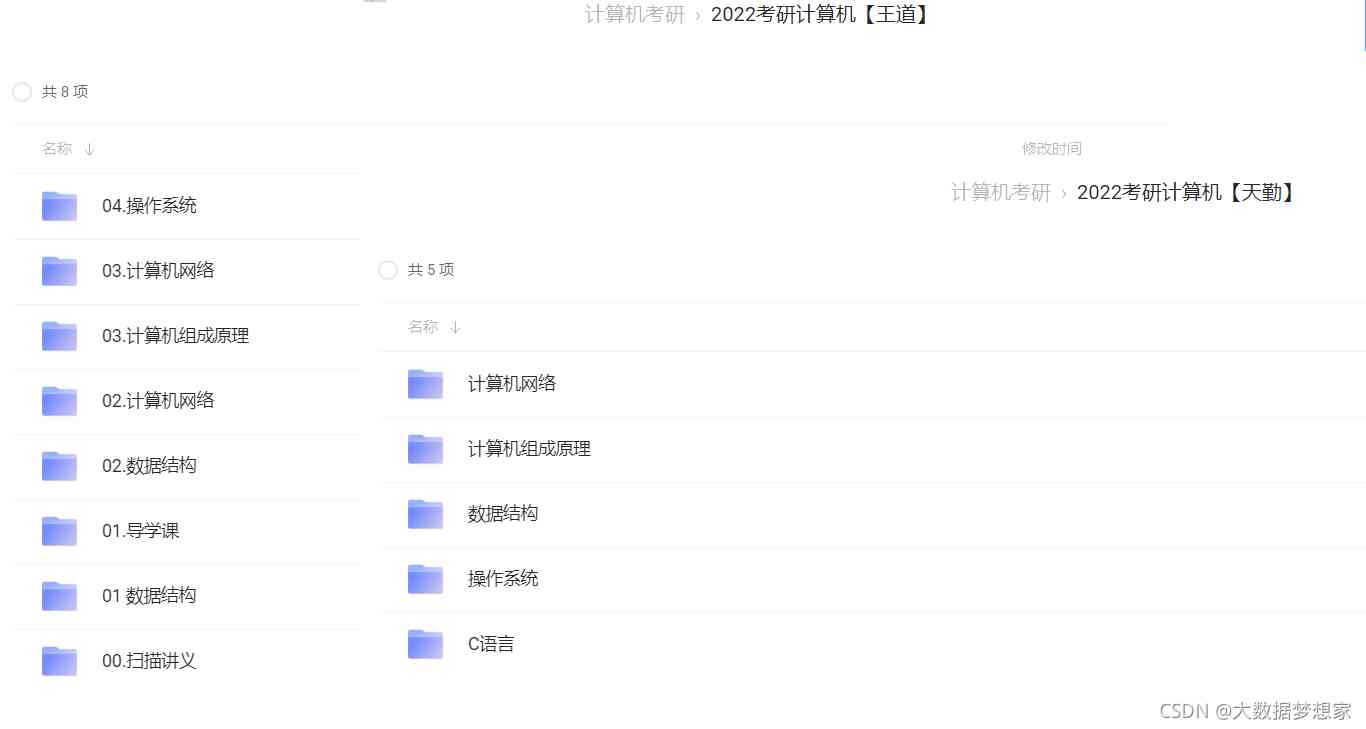 计算机考研 › 2022考研计算机【王道】
共 8 项
名称 ↓
修改时间
04.操作系统
03.计算机网络
03.计算机组成原理
02.计算机网络
02.数据结构
01.导学课
01 数据结构
00.扫描讲义
计算机考研 › 2022考研计算机【天勤】
共 5 项
名称 ↓
计算机网络
计算机组成原理
数据结构
操作系统
C语言
CSDN @大数据梦想家